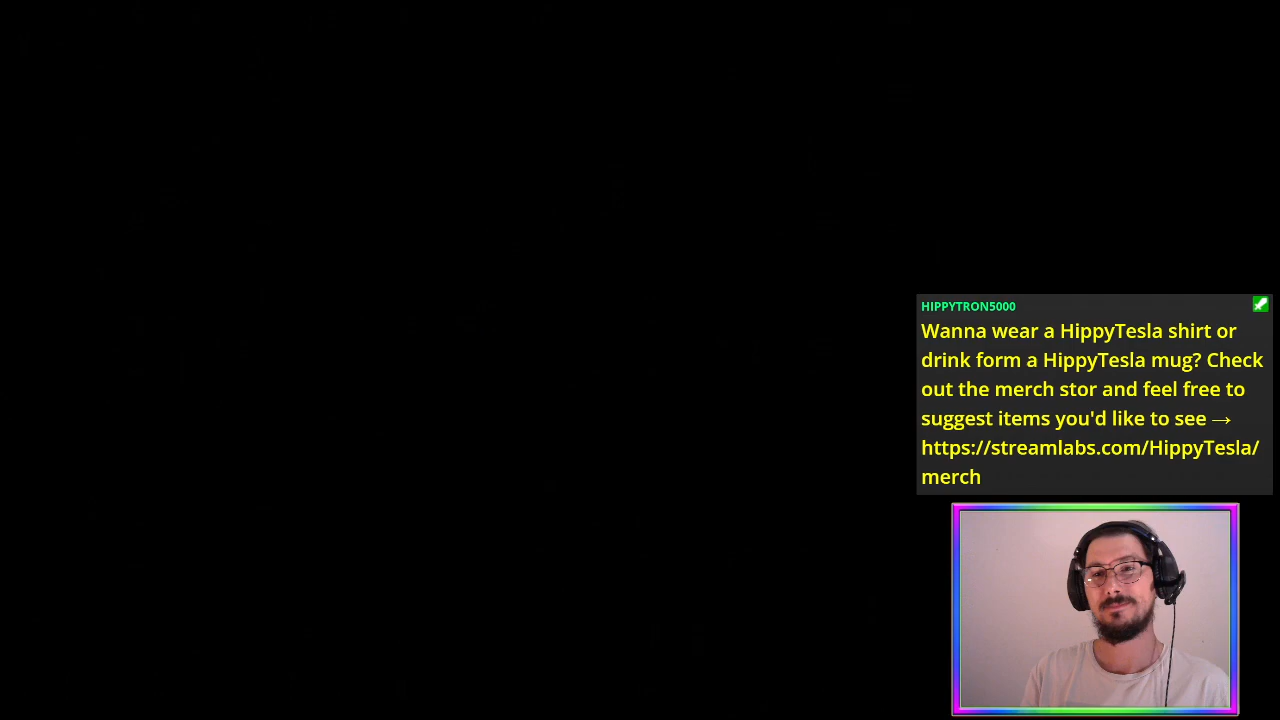 HIPPYTRON5000
Wanna wear a HippyTesla shirt or
drink form a HippyTesla mug? Check
out the merch stor and feel free to
suggest items you'd like to see →
https://streamlabs.com/HippyTesla/
merch